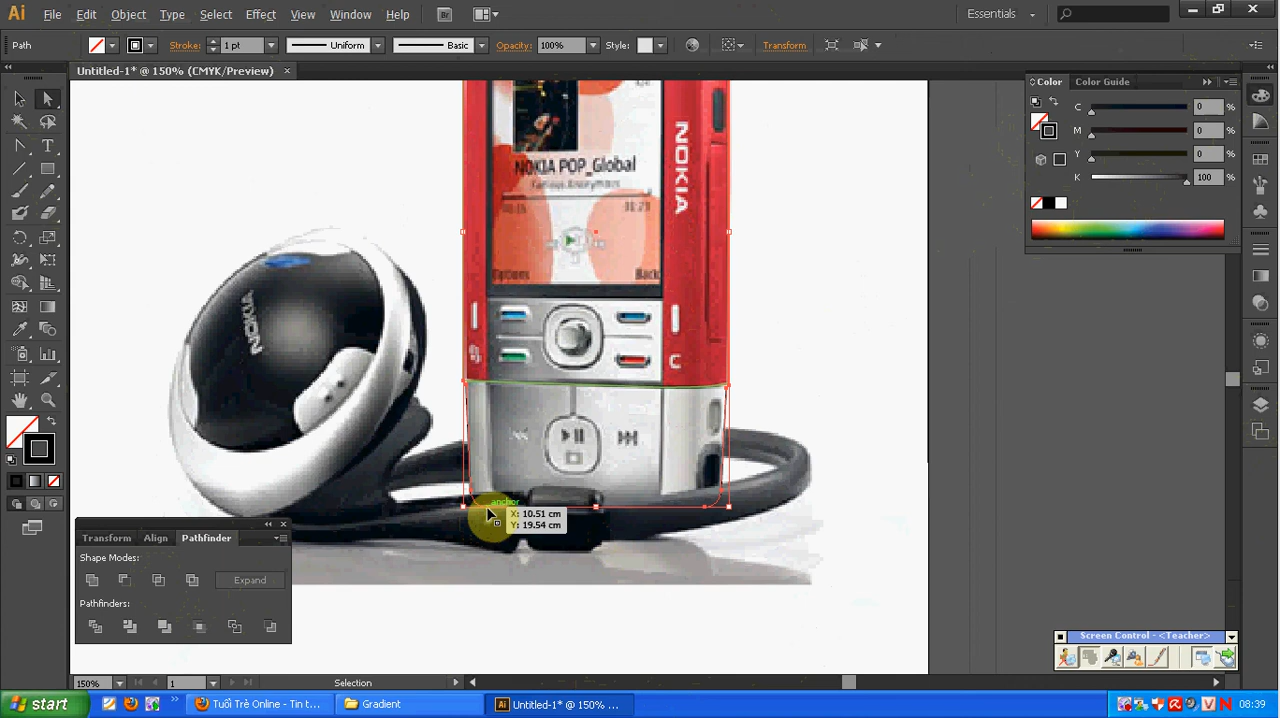 Ai File Edit Object Type Select Effect View Window Help Br Essentials
Path Stroke: 1 pt Uniform Basic Opacity: 100% Style: Transform
Untitled-1* @ 150% (CMYK/Preview) ×
Color Color Guide
C 0 %
M 0 %
Y 0 %
K 100 %
NOKIA POP_Global
NOKIA
Options Back
NOKIA
C
anchor
X: 10.51 cm
Y: 19.54 cm
Transform Align Pathfinder
Shape Modes:
Expand
Pathfinders:
Screen Control - <Teacher>
150% 1 Selection
start Tuổi Trẻ Online - Tin t... Gradient Untitled-1* @ 150% ... 08:39